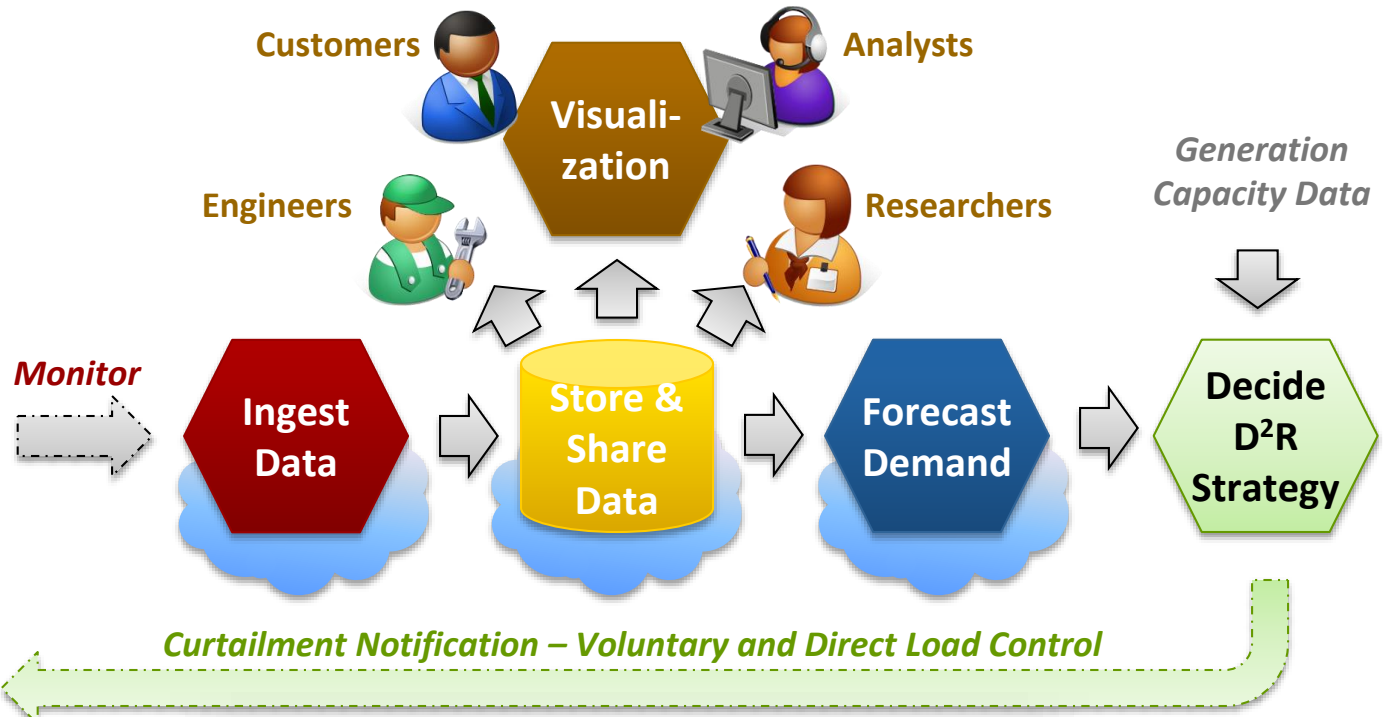 Customers
Analysts
Visuali-
zation
Generation
Capacity Data
Engineers
Researchers
Monitor
Ingest
Data
Store &
Share
Data
Forecast
Demand
Decide
D²R
Strategy
Curtailment Notification – Voluntary and Direct Load Control